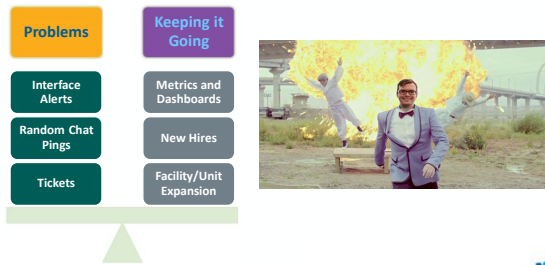 Problems
Keeping it
Going
Interface
Alerts
Metrics and
Dashboards
Random Chat
Pings
New Hires
Tickets
Facility/Unit
Expansion